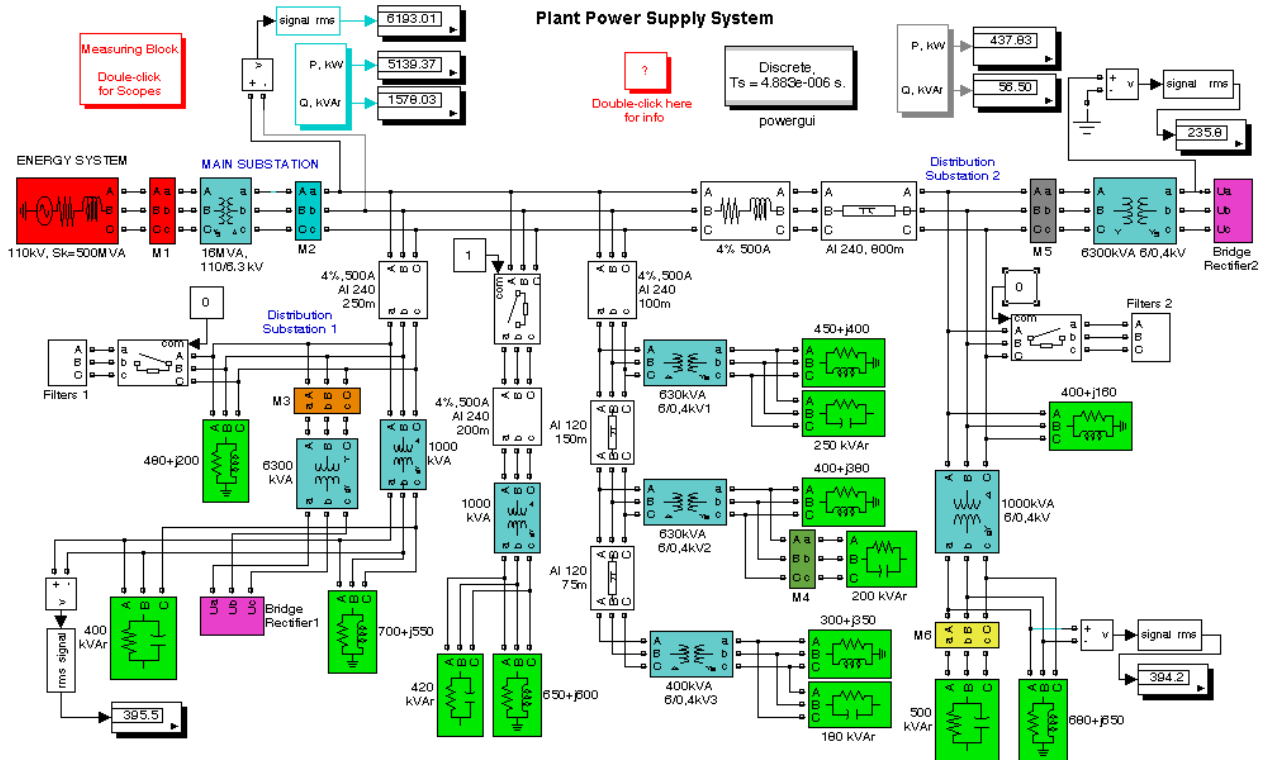 Plant Power Supply System
signal rms
6193.01
Measuring Block
Doule-click
for Scopes
v
+ -
P, kW
Q, kVAr
5139.37
1578.03
?
Double-click here
for info
Discrete,
Ts = 4.883e-006 s.
powergui
P, kW
Q, kVAr
437.83
56.50
+
-
v
signal rms
235.8
ENERGY SYSTEM
MAIN SUBSTATION
Distribution
Substation 2
A
B
C
110kV, Sk=500MVA
A a
B b
C c
M1
A a
B b
C c
16MVA,
110/6.3 kV
A a
B b
C c
M2
A A
B B
C C
4% 500A
A A
B B
C C
Al 240, 800m
A a
B b
C c
M5
A a
B b
C c
6300kVA 6/0,4kV
Ua
Ub
Uc
Bridge
Rectifier2
4%,500A
Al 240
250m
A B C
a b c
1
com
A B C
a b c
4%,500A
Al 240
100m
A B C
a b c
0
Distribution
Substation 1
A
B
C
Filters 1
com
a A
b B
c C
0
com
A a
B b
C c
A
B
C
Filters 2
M3
A B C
a b c
A B C
480+j200
6300
kVA
A B C
a b c
1000
kVA
A B C
a b c
4%,500A
Al 240
200m
A B C
a b c
1000
kVA
A B C
a b c
Al 120
150m
A B C
A B C
A a
B b
C c
630kVA
6/0,4kV1
450+j400
A
B
C
A
B
C
250 kVAr
400+j380
A
B
C
A a
B b
C c
630kVA
6/0,4kV2
A a
B b
C c
M4
A
B
C
200 kVAr
Al 120
75m
A B C
A B C
A a
B b
C c
400kVA
6/0,4kV3
300+j350
A
B
C
A
B
C
180 kVAr
400+j160
A
B
C
1000kVA
6/0,4kV
A B C
a b c
M6
A B C
a b c
+
-
v
signal rms
394.2
500
kVAr
A B C
A B C
680+j650
+ -
v
rms signal
395.5
400
kVAr
A B C
Ua Ub Uc
Bridge
Rectifier1
A B C
700+j550
420
kVAr
A B C
A B C
650+j600